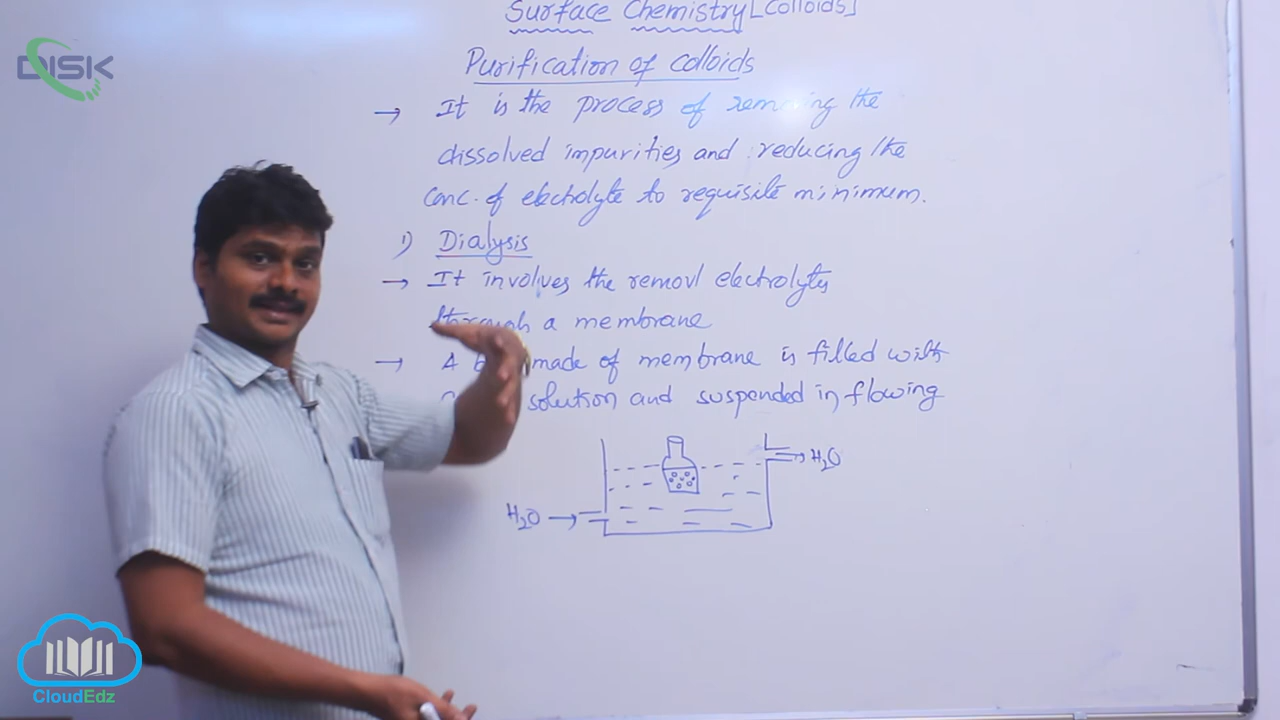 Surface Chemistry [Colloids]
DISK
Purification of colloids
→ It is the process of removing the
dissolved impurities and reducing the
conc. of electrolyte to requisite minimum.
1) Dialysis
→ It involves the removl electrolytes
through a membrane
→ A made of membrane is filled with
solution and suspended in flowing
→ H₂O
H₂O →
CloudEdz